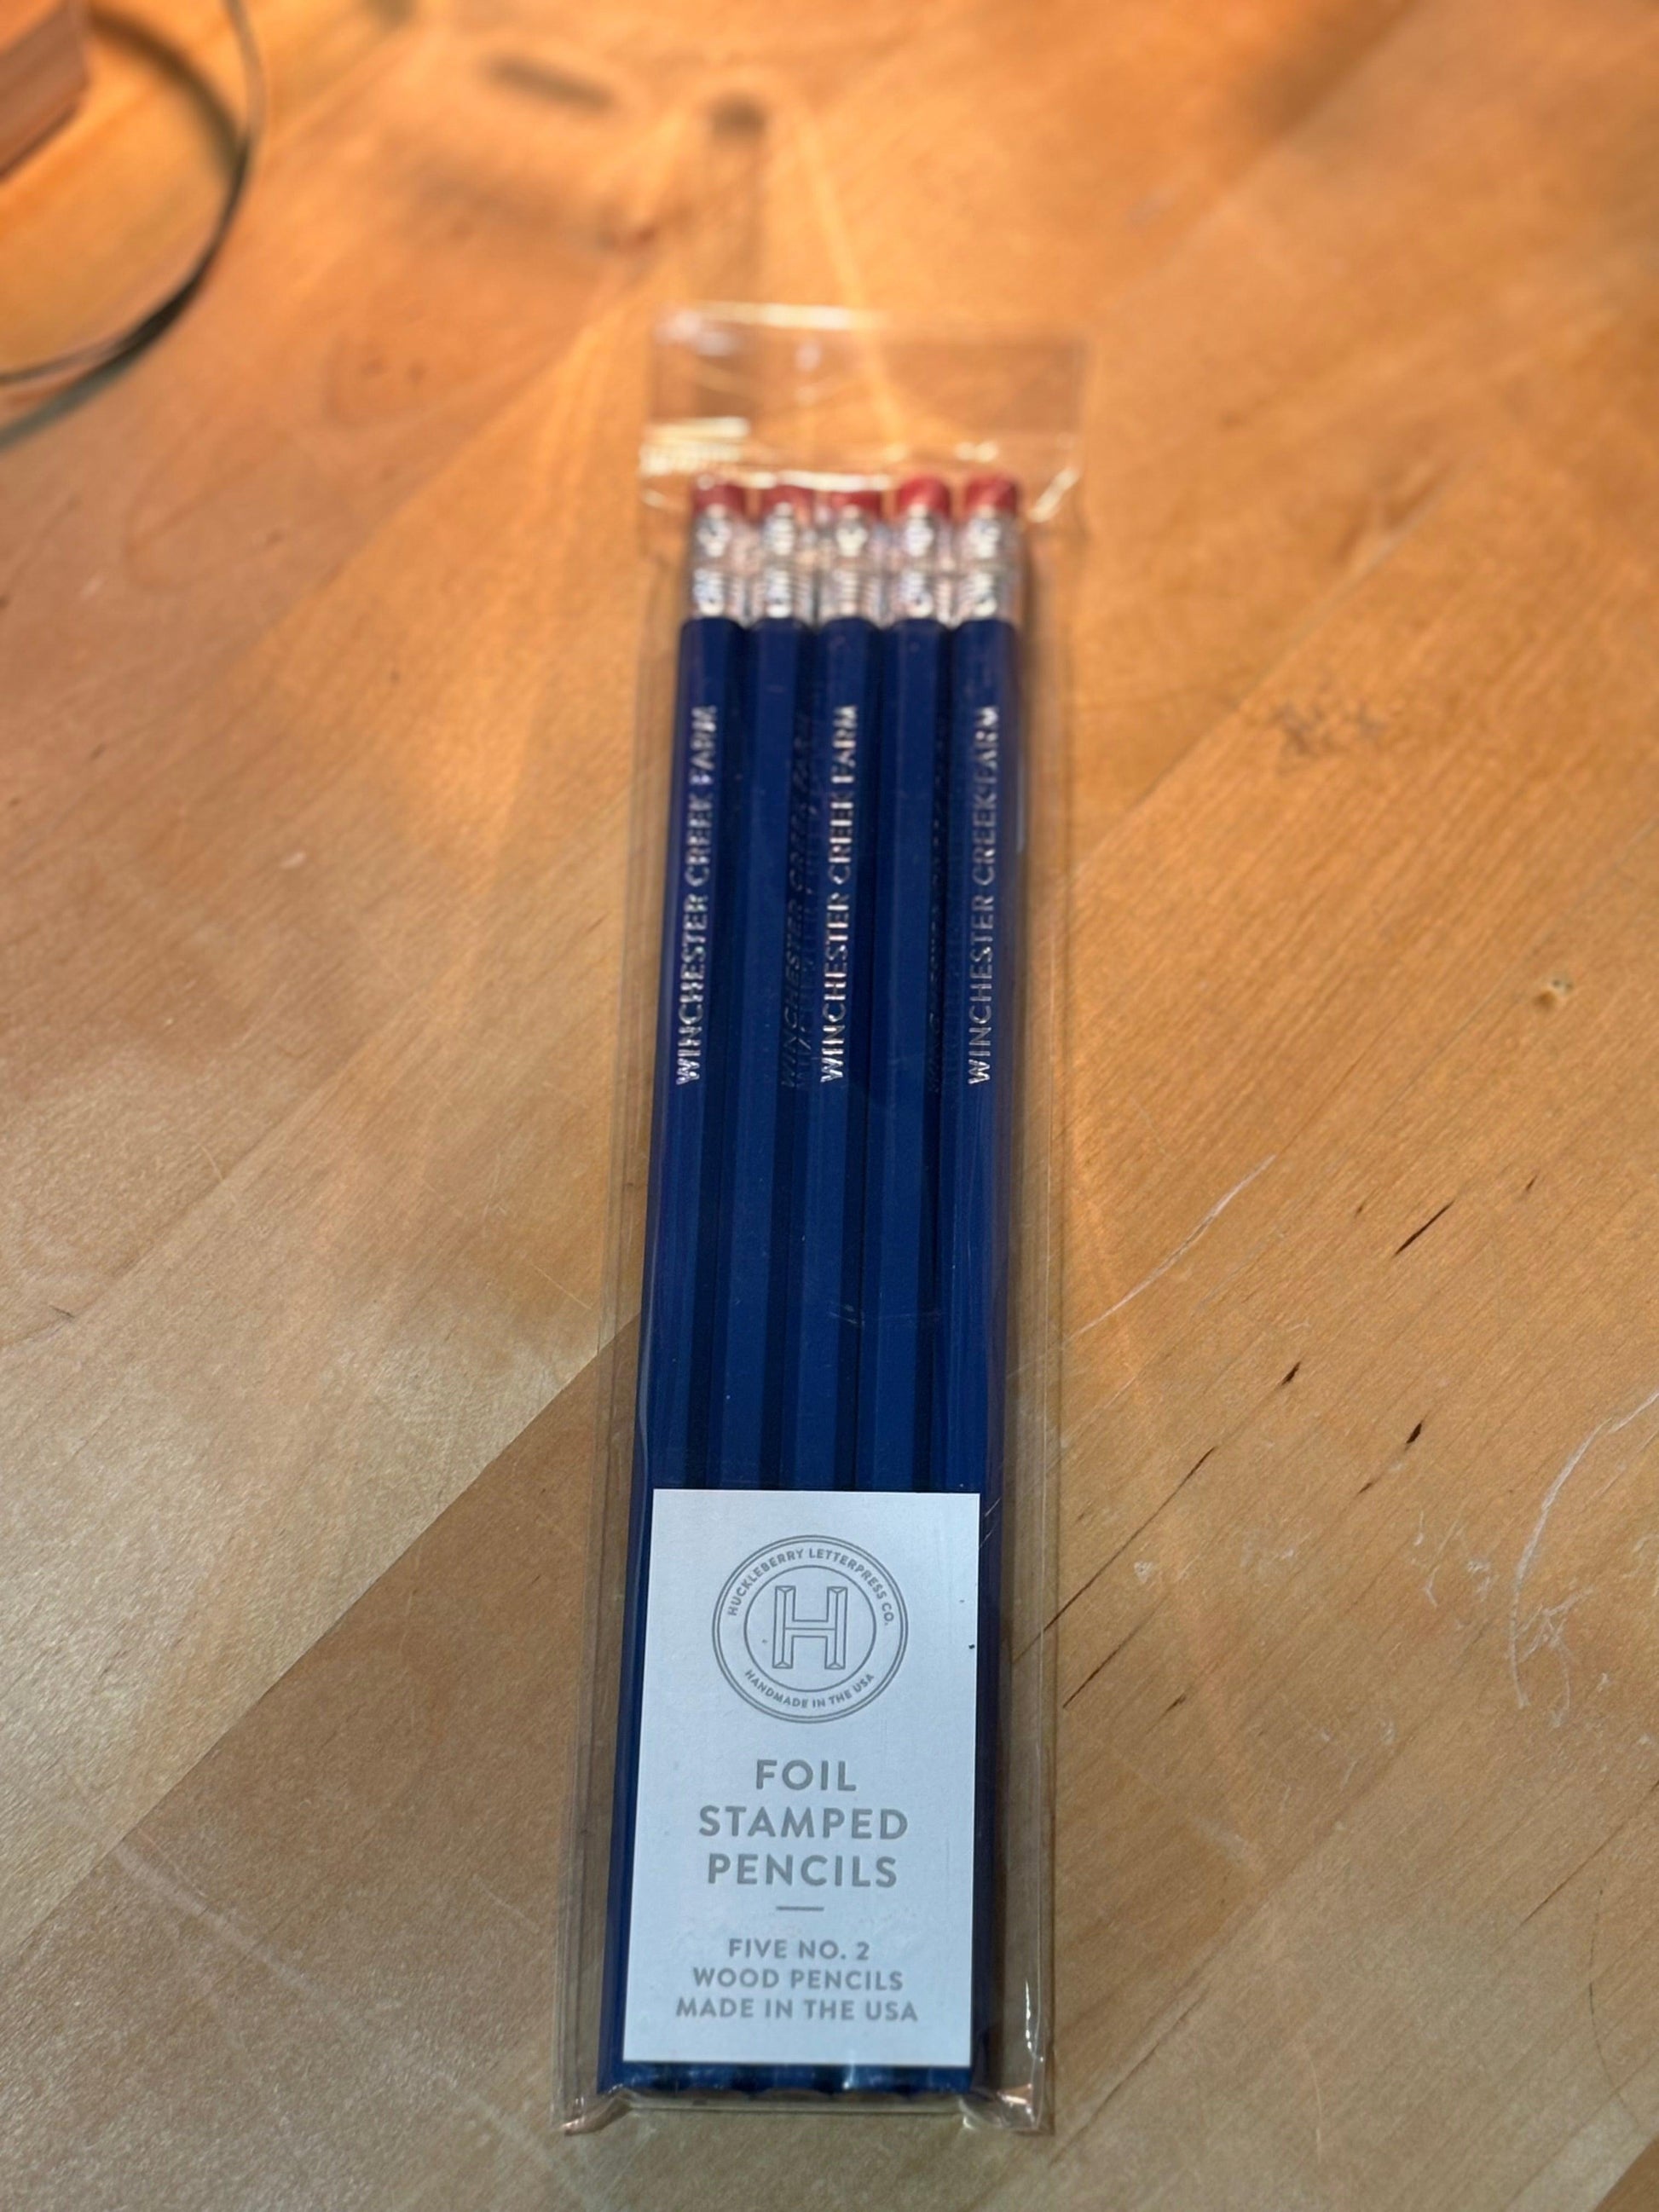 WINCHESTER CREEK FARM
WINCHESTER CREEK FARM
WINCHESTER CREEK FARM
WINCHESTER CREEK FARM
HUCKLEBERRY LETTERPRESS CO.
H
HANDMADE IN THE USA
FOIL
STAMPED
PENCILS
FIVE NO. 2
WOOD PENCILS
MADE IN THE USA